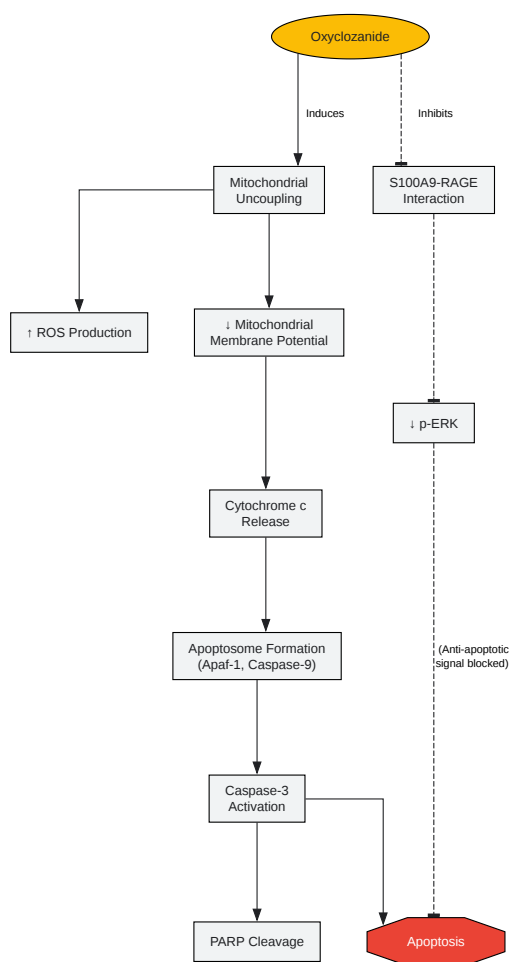 Oxyclozanide
Induces
Inhibits
Mitochondrial
Uncoupling
S100A9-RAGE
Interaction
↑ ROS Production
↓ Mitochondrial
Membrane Potential
↓ p-ERK
Cytochrome c
Release
Apoptosome Formation
(Apaf-1, Caspase-9)
(Anti-apoptotic
signal blocked)
Caspase-3
Activation
PARP Cleavage
Apoptosis